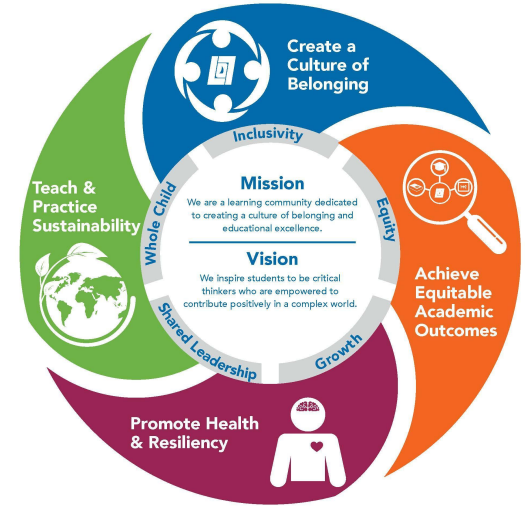 Create a
Culture of
Belonging
Inclusivity
Equity
Growth
Shared Leadership
Whole Child
Mission
We are a learning community dedicated
to creating a culture of belonging and
educational excellence.
Vision
We inspire students to be critical
thinkers who are empowered to
contribute positively in a complex world.
Achieve
Equitable
Academic
Outcomes
Promote Health
& Resiliency
Teach &
Practice
Sustainability